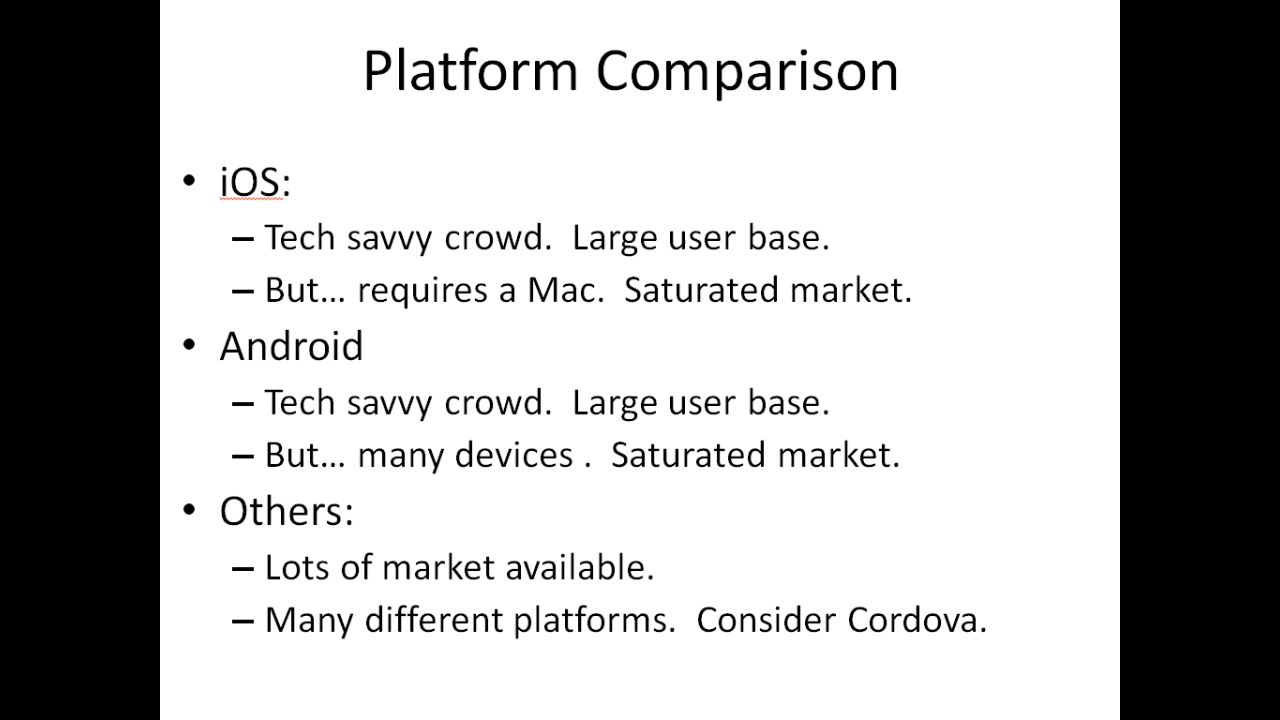 Platform Comparison
• iOS:
– Tech savvy crowd.  Large user base.
– But... requires a Mac.  Saturated market.
• Android
– Tech savvy crowd.  Large user base.
– But... many devices .  Saturated market.
• Others:
– Lots of market available.
– Many different platforms.  Consider Cordova.